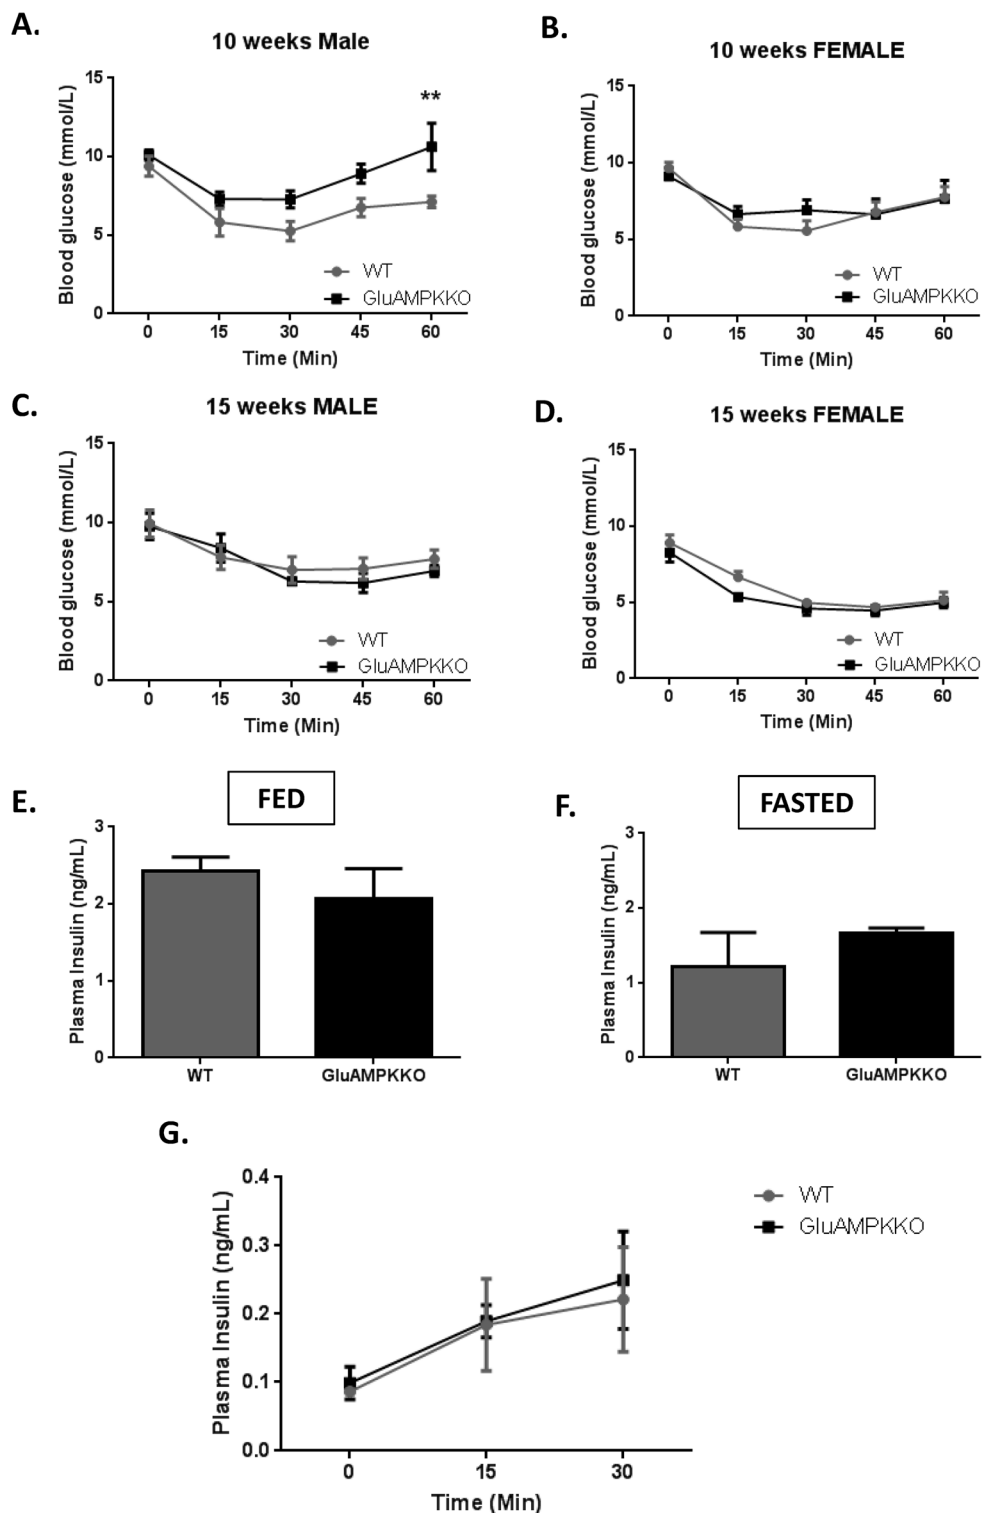 A.
10 weeks Male
Blood glucose (mmol/L)
15
10
5
0
**
WT
GluAMPKKO
0 15 30 45 60
Time (Min)
B.
10 weeks FEMALE
Blood glucose (mmol/L)
15
10
5
0
WT
GluAMPKKO
0 15 30 45 60
Time (Min)
C.
15 weeks MALE
Blood glucose (mmol/L)
15
10
5
0
WT
GluAMPKKO
0 15 30 45 60
Time (Min)
D.
15 weeks FEMALE
Blood glucose (mmol/L)
15
10
5
0
WT
GluAMPKKO
0 15 30 45 60
Time (Min)
E.
FED
Plasma Insulin (ng/mL)
3
2
1
0
WT GluAMPKKO
F.
FASTED
Plasma Insulin (ng/mL)
3
2
1
0
WT GluAMPKKO
G.
Plasma Insulin (ng/mL)
0.4
0.3
0.2
0.1
0.0
WT
GluAMPKKO
0 15 30
Time (Min)